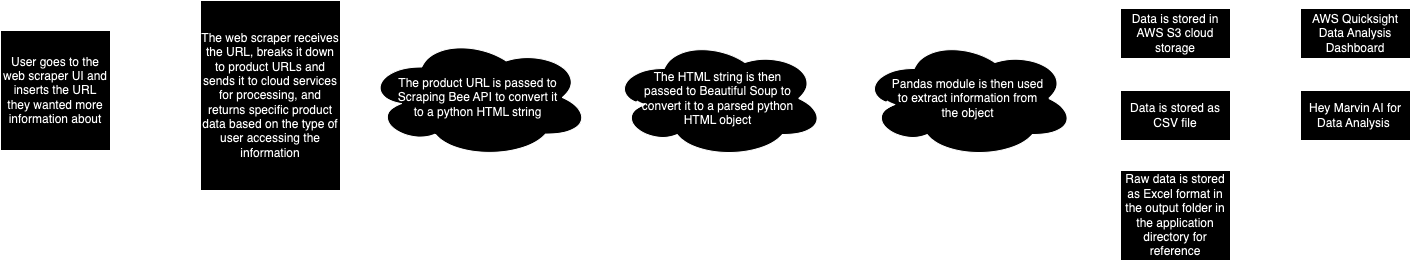 User goes to the
web scraper UI and
inserts the URL
they wanted more
information about
The web scraper receives
the URL, breaks it down
to product URLs and
sends it to cloud services
for processing, and
returns specific product
data based on the type of
user accessing the
information
The product URL is passed to
Scraping Bee API to convert it
to a python HTML string
The HTML string is then
passed to Beautiful Soup to
convert it to a parsed python
HTML object
Pandas module is then used
to extract information from
the object
Data is stored in
AWS S3 cloud
storage
Data is stored as
CSV file
Raw data is stored
as Excel format in
the output folder in
the application
directory for
reference
AWS Quicksight
Data Analysis
Dashboard
Hey Marvin AI for
Data Analysis